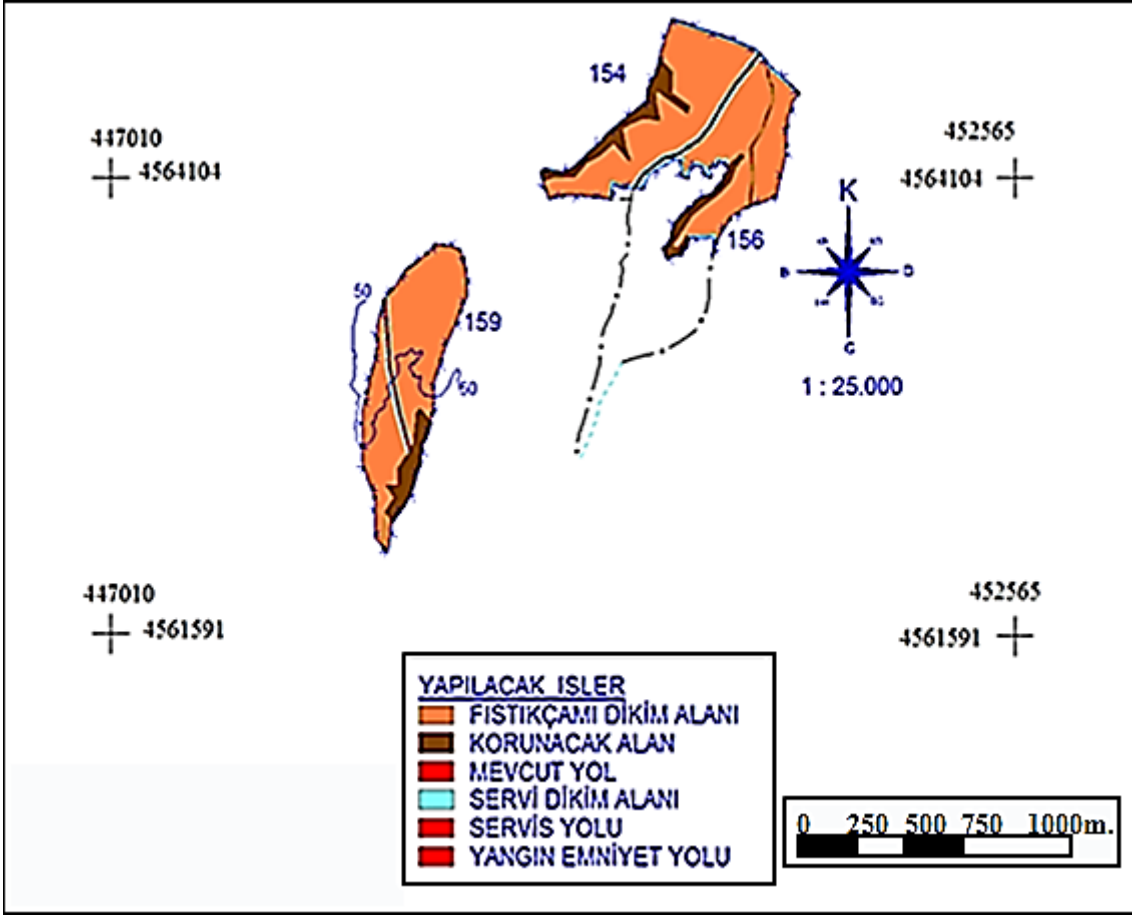 154
447010
4564104
452565
4564104
K
156
B
D
G
50
159
50
1 : 25.000
447010
4561591
452565
4561591
YAPILACAK ISLER
FISTIKÇAMI DİKİM ALANI
KORUNACAK ALAN
MEVCUT YOL
SERVİ DİKİM ALANI
SERVİS YOLU
YANGIN EMNİYET YOLU
0 250 500 750 1000m.